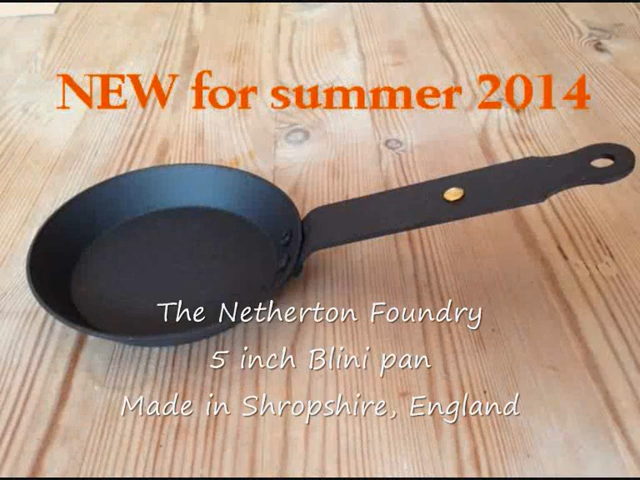 NEW for summer 2014
The Netherton Foundry
5 inch Blini pan
Made in Shropshire, England